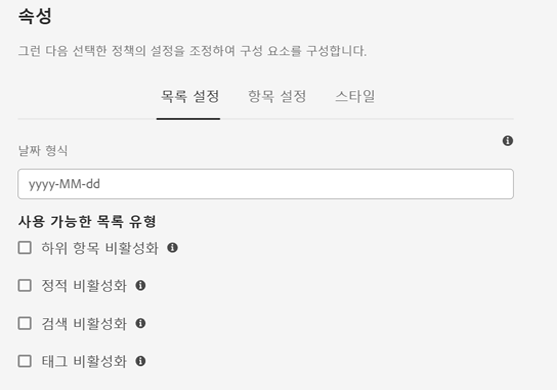 속성
그런 다음 선택한 정책의 설정을 조정하여 구성 요소를 구성합니다.
목록 설정 항목 설정 스타일
날짜 형식
yyyy-MM-dd
사용 가능한 목록 유형
하위 항목 비활성화
정적 비활성화
검색 비활성화
태그 비활성화